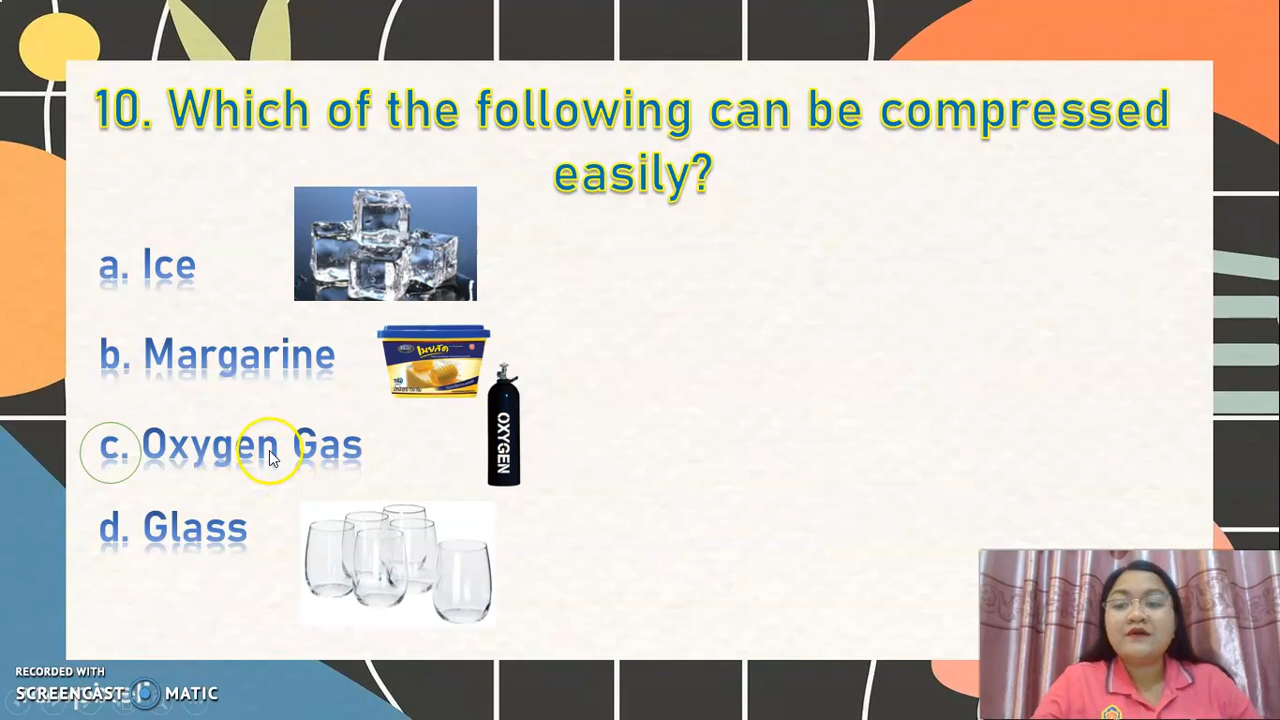 10. Which of the following can be compressed
easily?
a. Ice
b. Margarine
c. Oxygen Gas
d. Glass
OXYGEN
RECORDED WITH
SCREENCAST MATIC